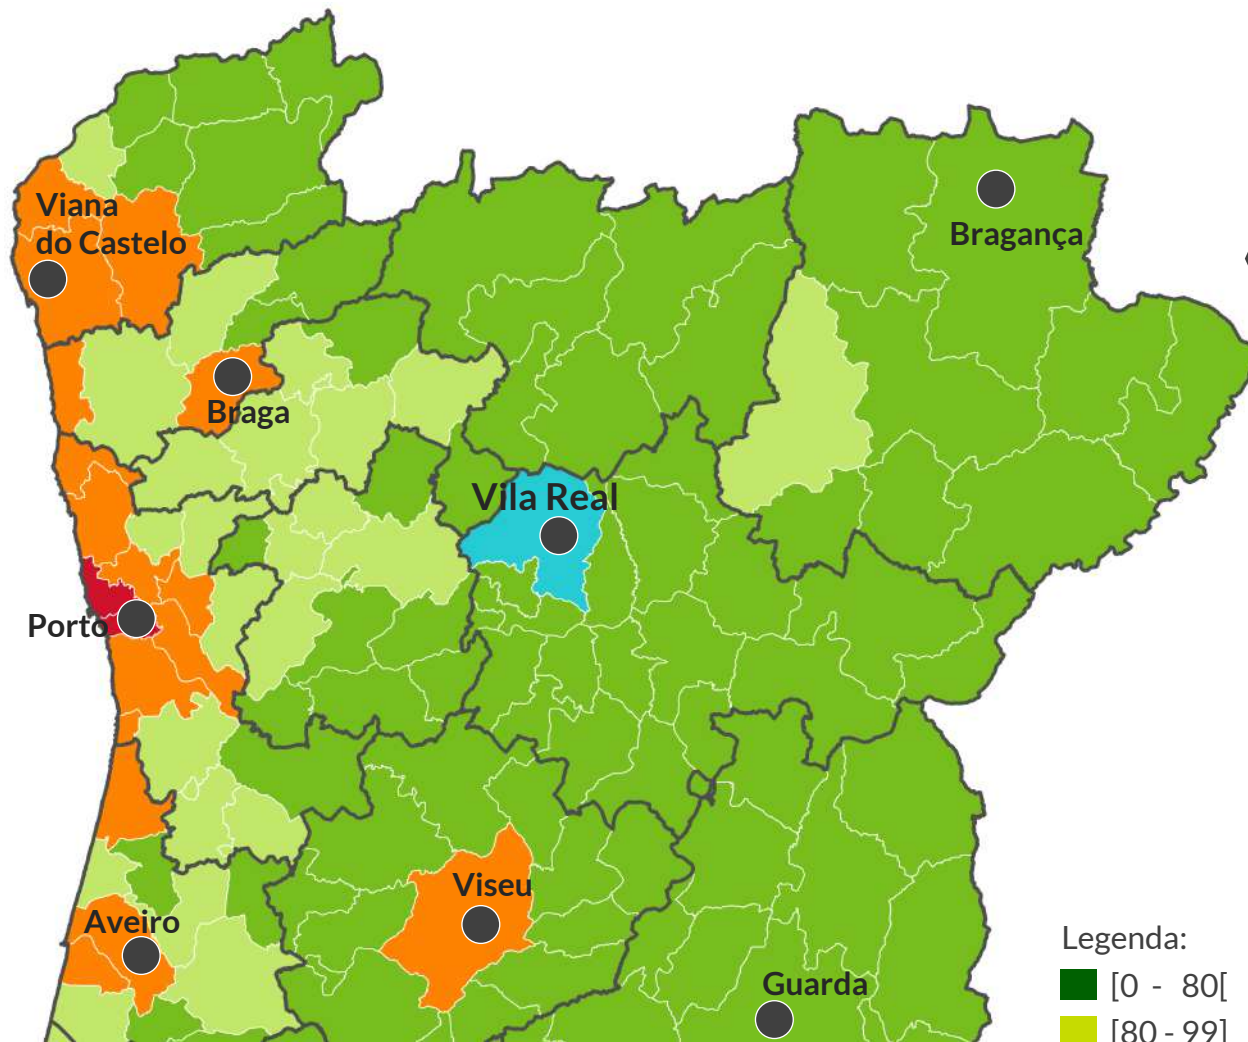 Viana
do Castelo
Bragança
Braga
Vila Real
Porto
Viseu
Aveiro
Guarda
Legenda:
[0 - 80[
[80 - 99]